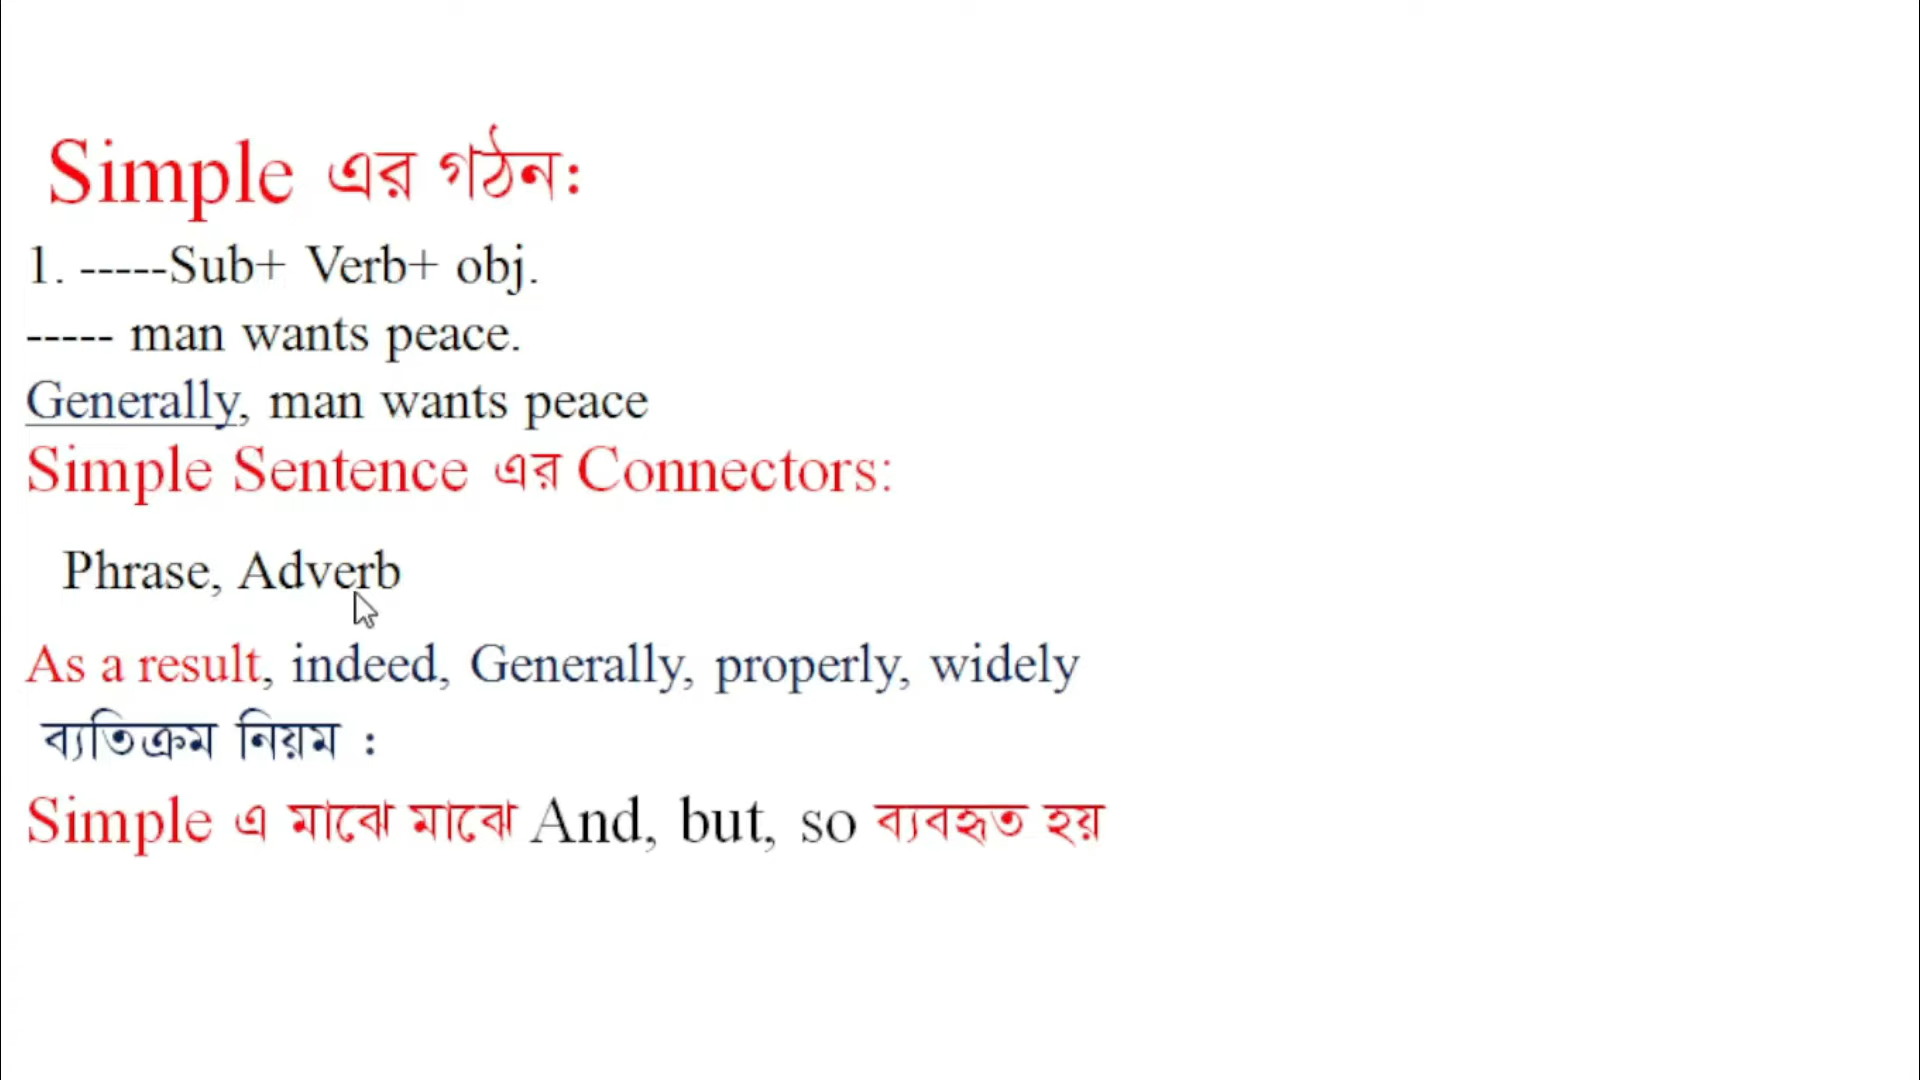 Simple এর গঠন:
1. -----Sub+ Verb+ obj.
----- man wants peace.
Generally, man wants peace
Simple Sentence এর Connectors:
Phrase, Adverb
As a result, indeed, Generally, properly, widely
ব্যতিক্রম নিয়ম :
Simple এ মাঝে মাঝে And, but, so ব্যবহৃত হয়